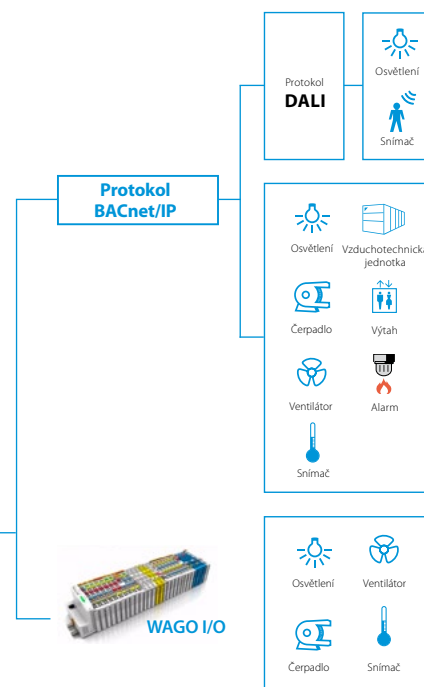 Protokol
DALI
Osvětlení
Snímač
Protokol
BACnet/IP
Osvětlení
Vzduchotechnická
jednotka
Čerpadlo
Výtah
Ventilátor
Alarm
Snímač
WAGO I/O
Osvětlení
Ventilátor
Čerpadlo
Snímač